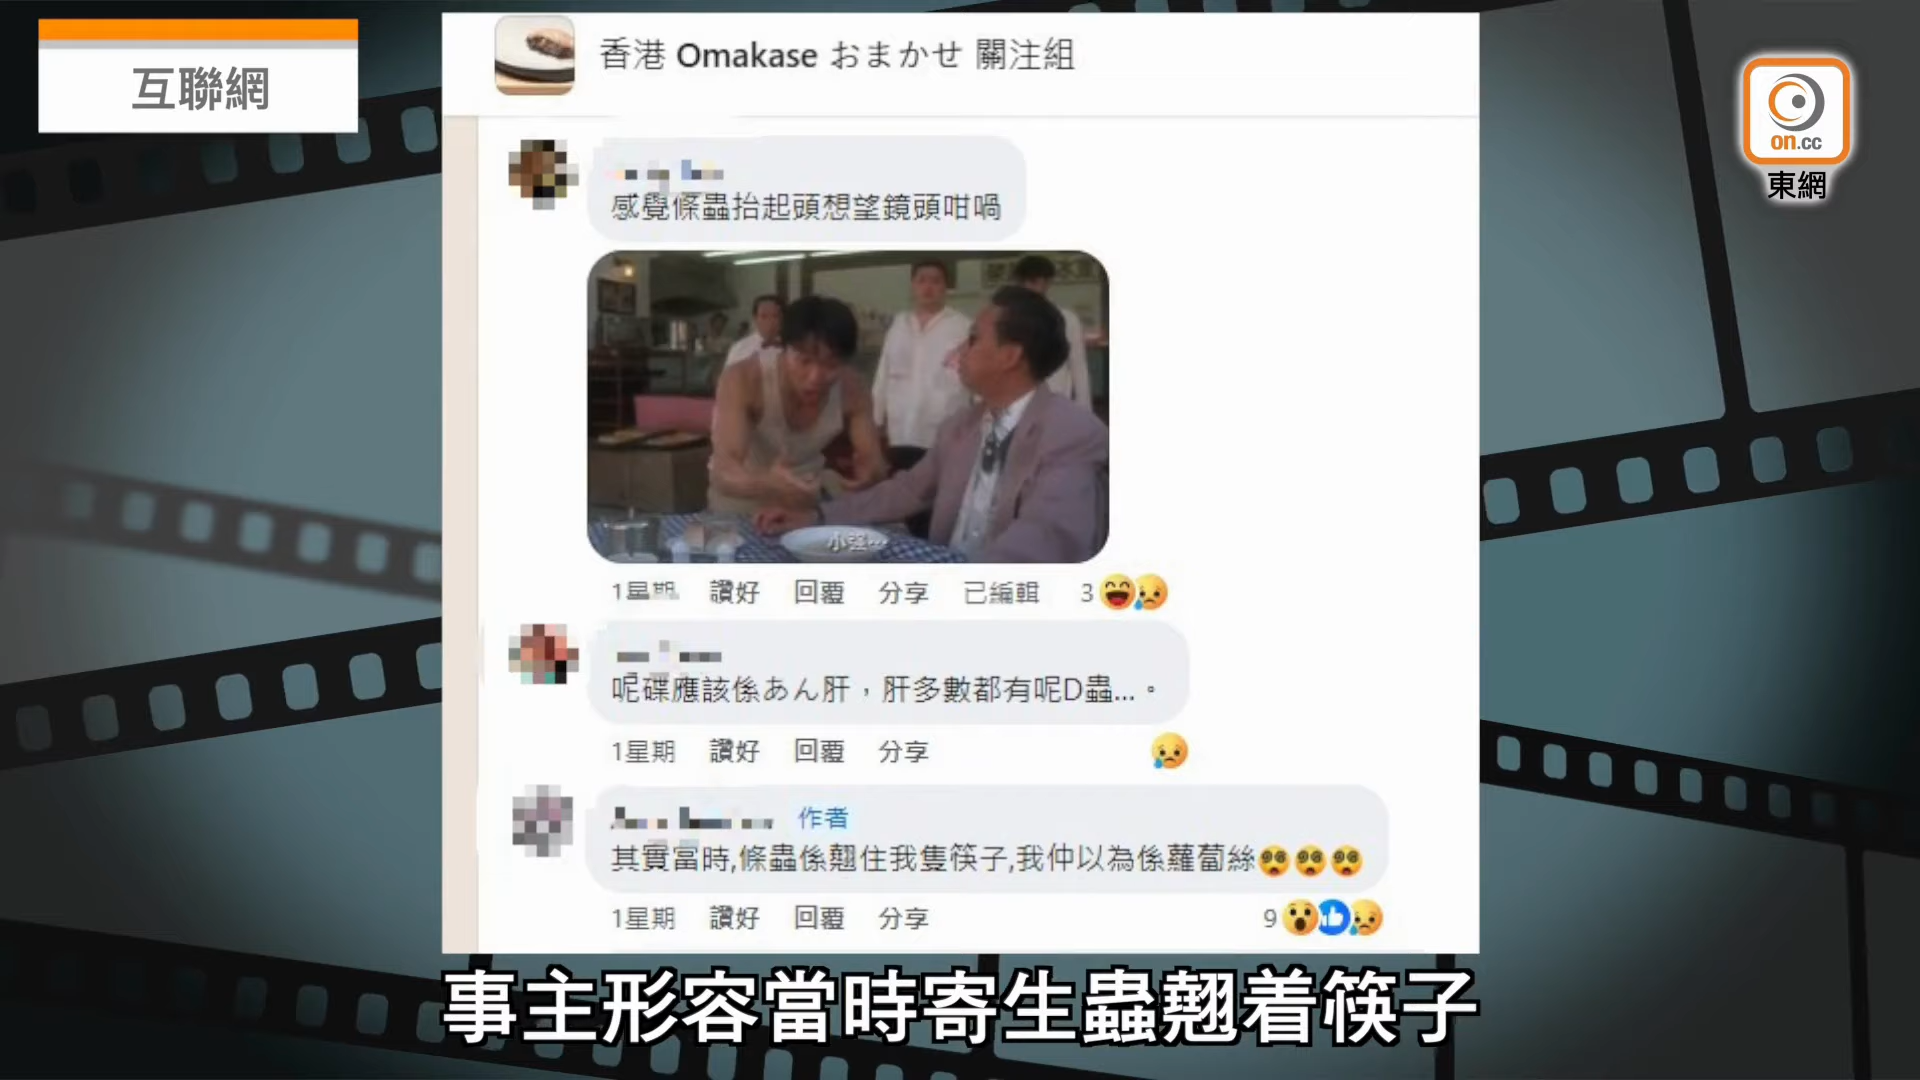 互聯網
香港 Omakase おまかせ 關注組
on.cc
東網
感覺條蟲抬起頭想望鏡頭咁喎
小強…
1星期 讚好 回覆 分享 已編輯 3
呢碟應該係あん肝，肝多數都有呢D蟲...。
1星期 讚好 回覆 分享
作者
其實當時,條蟲係翹住我隻筷子,我仲以為係蘿蔔絲
1星期 讚好 回覆 分享 9
事主形容當時寄生蟲翹着筷子